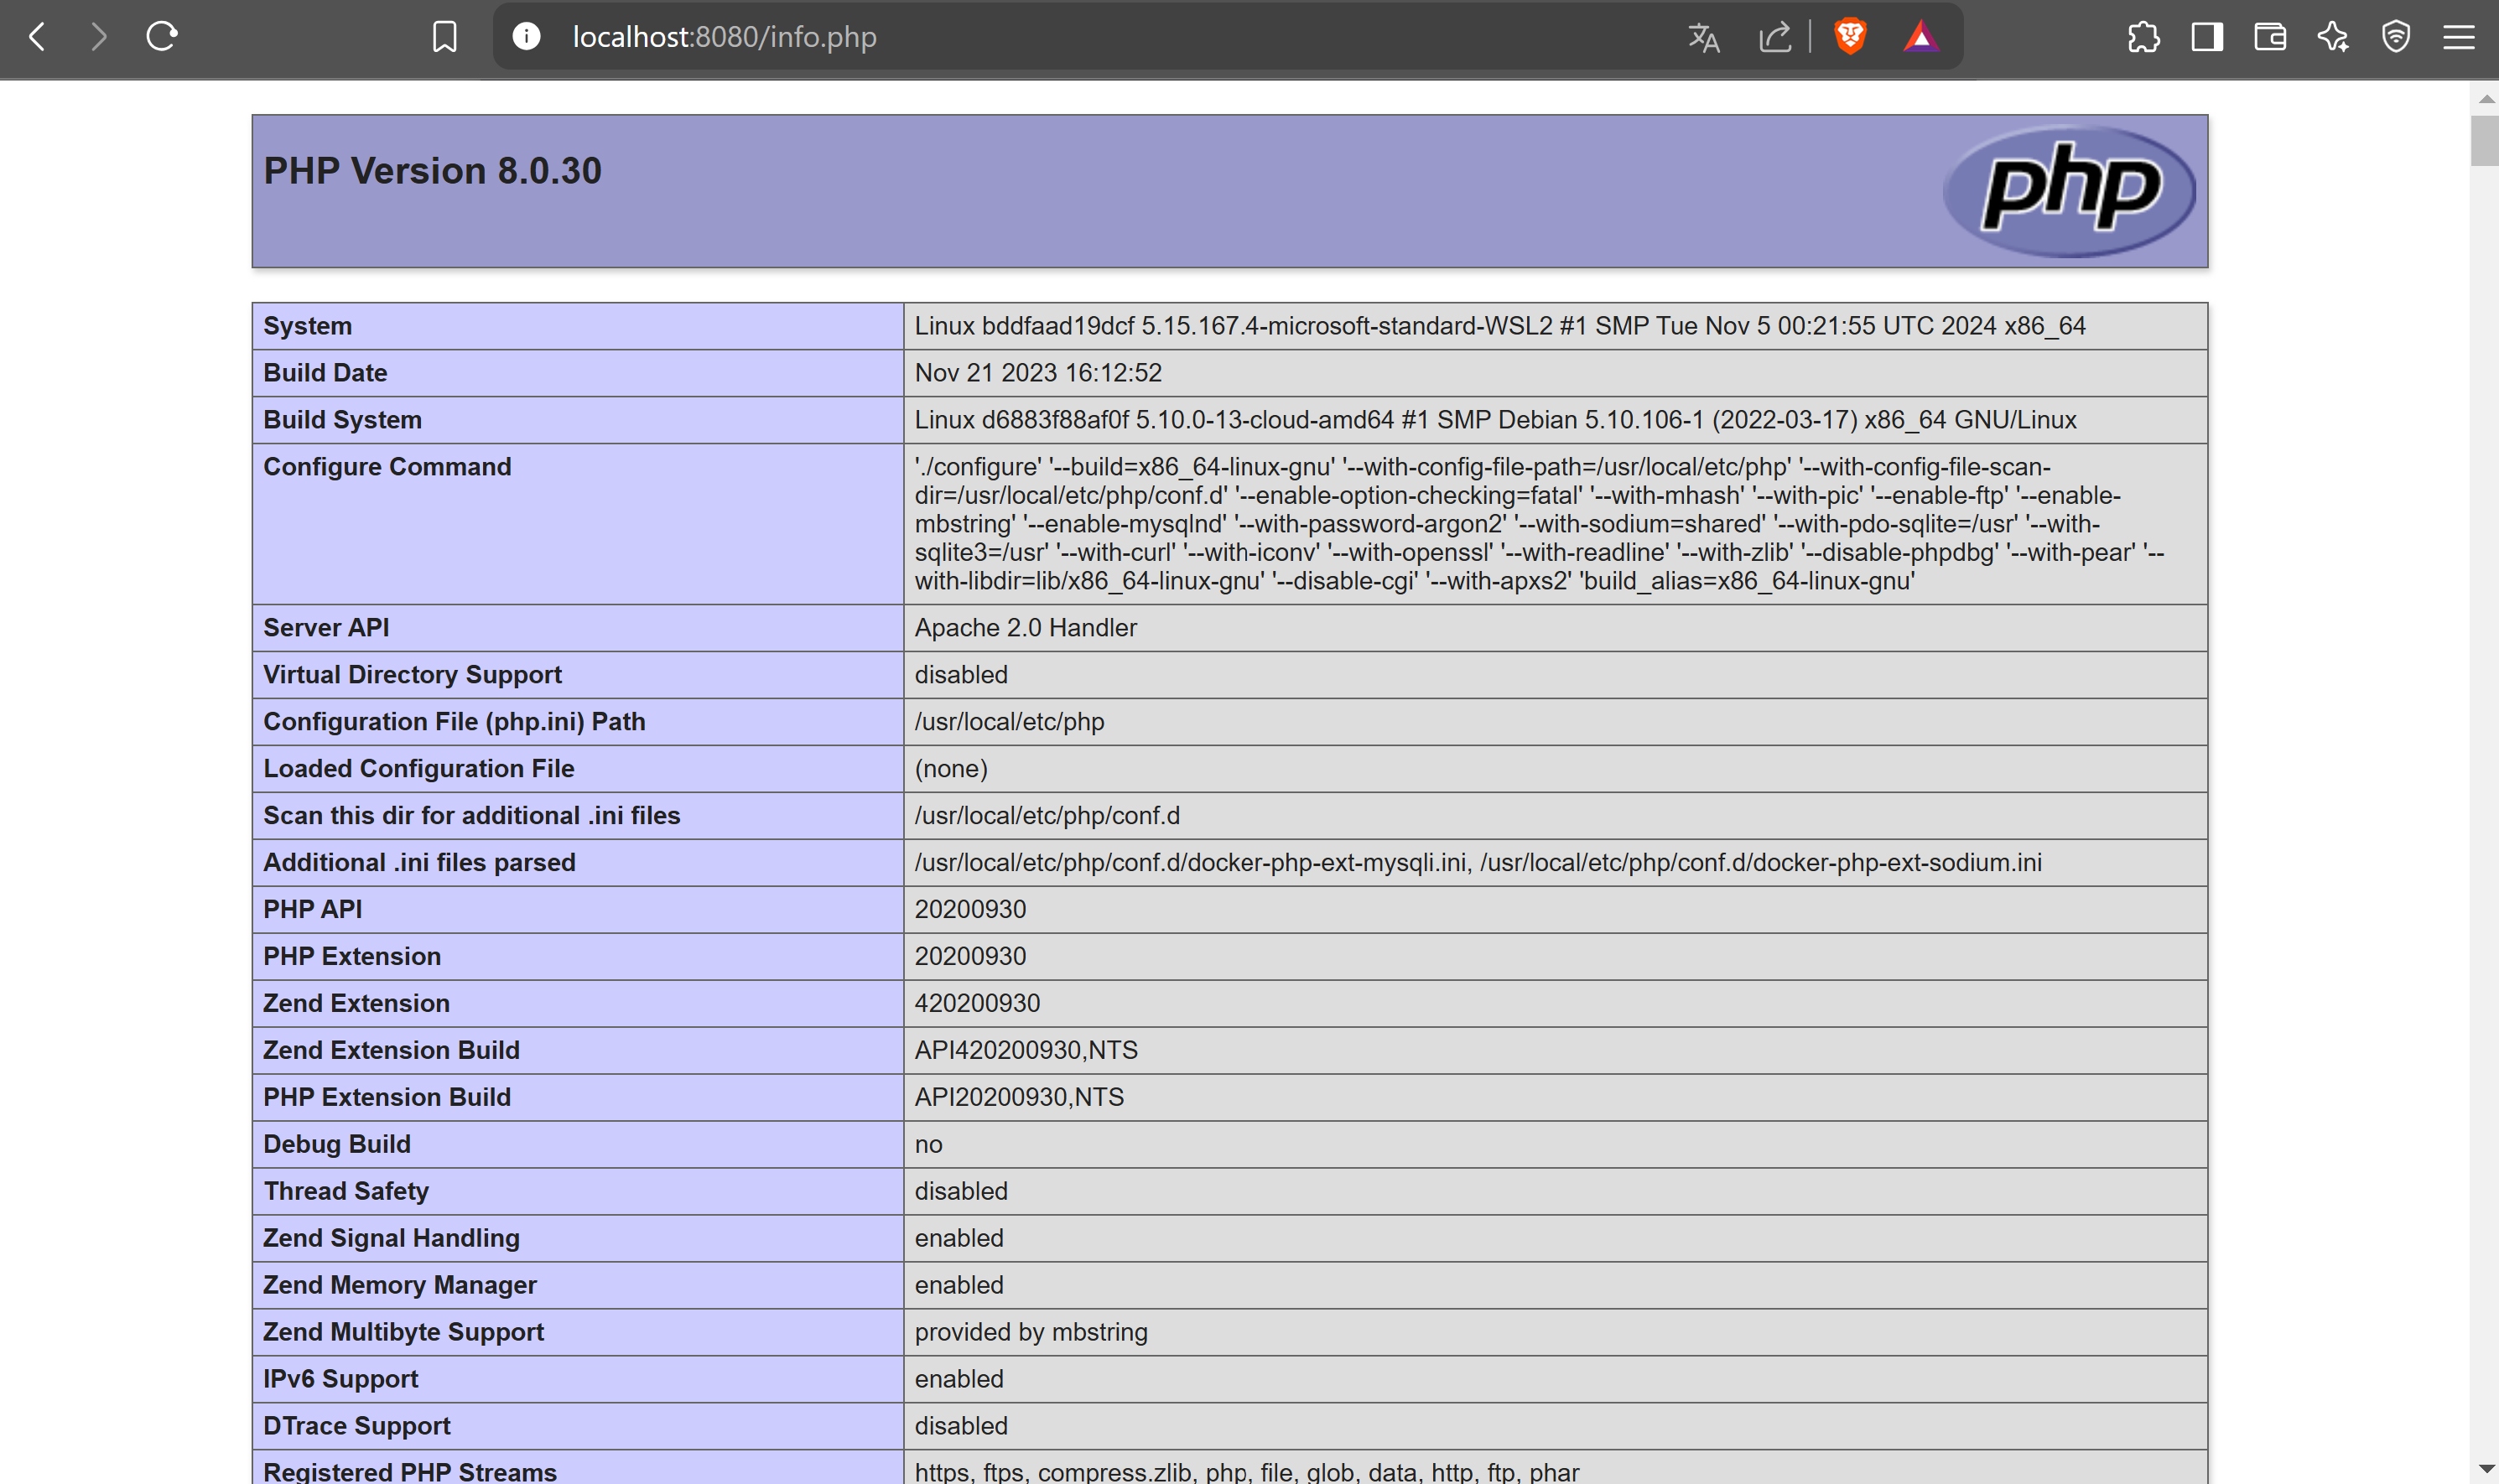 localhost:8080/info.php
PHP Version 8.0.30
php
System Linux bddfaad19dcf 5.15.167.4-microsoft-standard-WSL2 #1 SMP Tue Nov 5 00:21:55 UTC 2024 x86_64
Build Date Nov 21 2023 16:12:52
Build System Linux d6883f88af0f 5.10.0-13-cloud-amd64 #1 SMP Debian 5.10.106-1 (2022-03-17) x86_64 GNU/Linux
Configure Command './configure' '--build=x86_64-linux-gnu' '--with-config-file-path=/usr/local/etc/php' '--with-config-file-scan-
dir=/usr/local/etc/php/conf.d' '--enable-option-checking=fatal' '--with-mhash' '--with-pic' '--enable-ftp' '--enable-
mbstring' '--enable-mysqlnd' '--with-password-argon2' '--with-sodium=shared' '--with-pdo-sqlite=/usr' '--with-
sqlite3=/usr' '--with-curl' '--with-iconv' '--with-openssl' '--with-readline' '--with-zlib' '--disable-phpdbg' '--with-pear' '--
with-libdir=lib/x86_64-linux-gnu' '--disable-cgi' '--with-apxs2' 'build_alias=x86_64-linux-gnu'
Server API Apache 2.0 Handler
Virtual Directory Support disabled
Configuration File (php.ini) Path /usr/local/etc/php
Loaded Configuration File (none)
Scan this dir for additional .ini files /usr/local/etc/php/conf.d
Additional .ini files parsed /usr/local/etc/php/conf.d/docker-php-ext-mysqli.ini, /usr/local/etc/php/conf.d/docker-php-ext-sodium.ini
PHP API 20200930
PHP Extension 20200930
Zend Extension 420200930
Zend Extension Build API420200930,NTS
PHP Extension Build API20200930,NTS
Debug Build no
Thread Safety disabled
Zend Signal Handling enabled
Zend Memory Manager enabled
Zend Multibyte Support provided by mbstring
IPv6 Support enabled
DTrace Support disabled
Registered PHP Streams https, ftps, compress.zlib, php, file, glob, data, http, ftp, phar